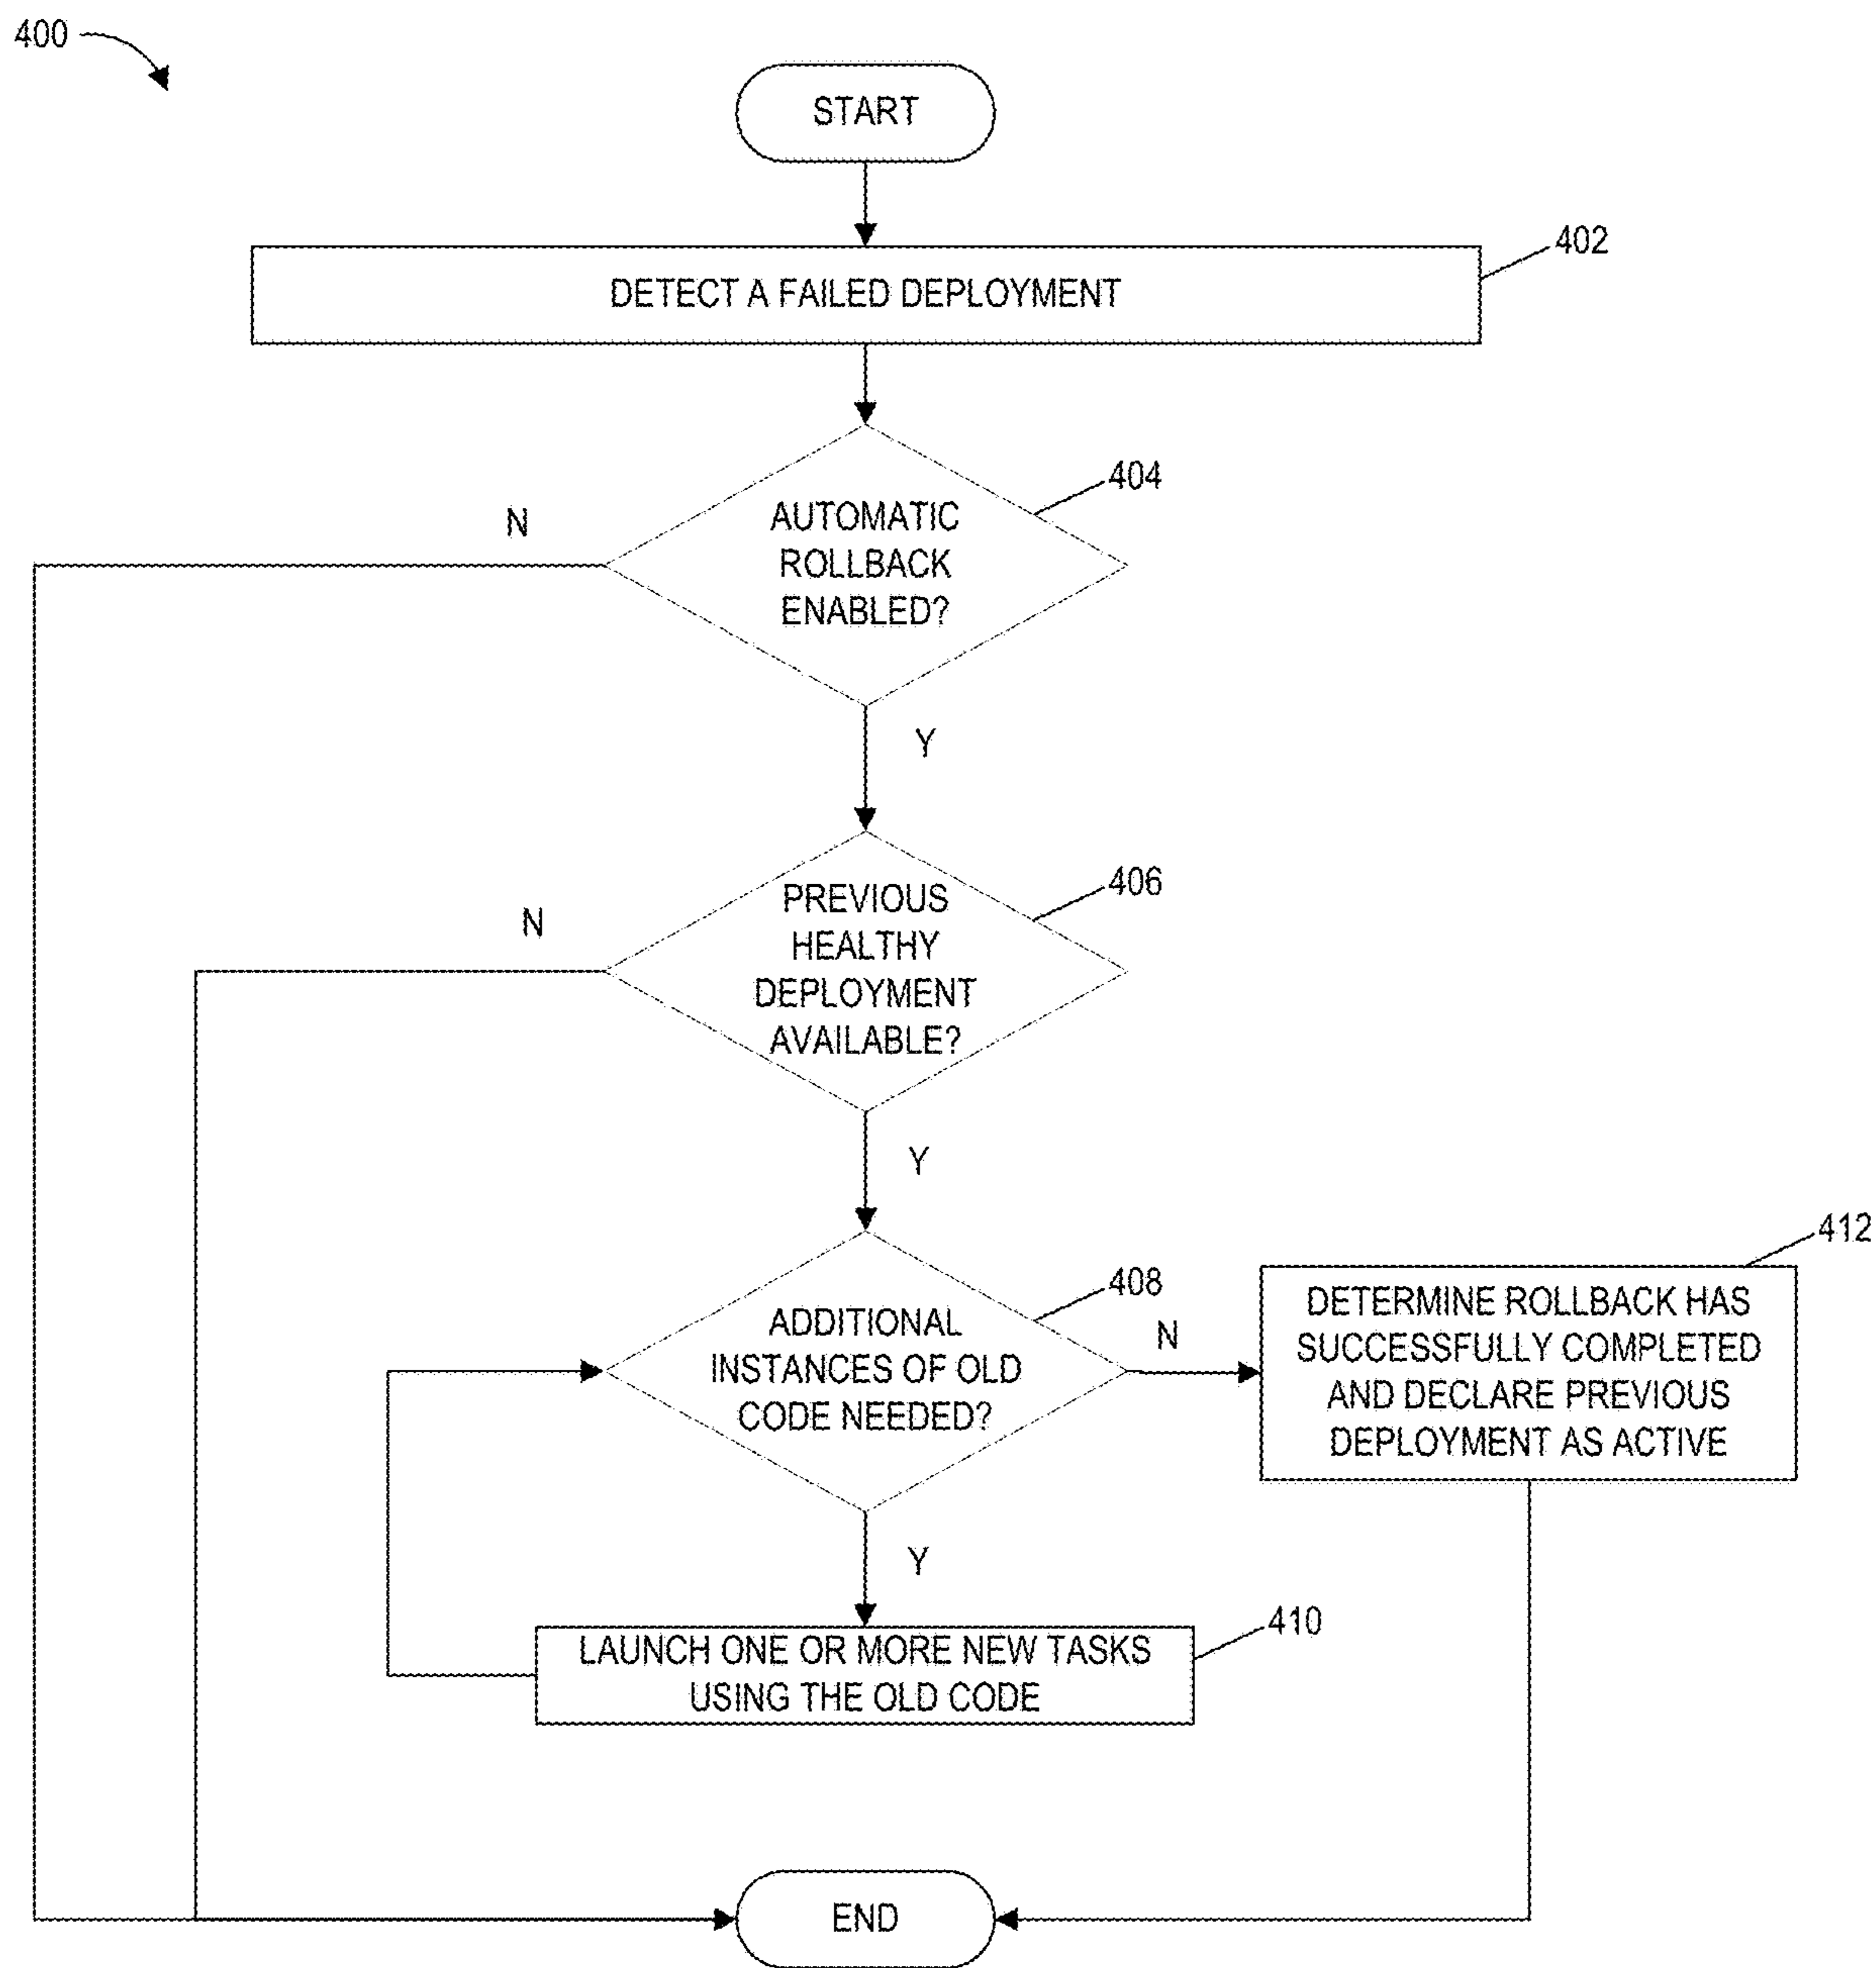 400
START
402
DETECT A FAILED DEPLOYMENT
404
AUTOMATIC
ROLLBACK
ENABLED?
N
Y
406
PREVIOUS
HEALTHY
DEPLOYMENT
AVAILABLE?
N
Y
408
ADDITIONAL
INSTANCES OF OLD
CODE NEEDED?
N
412
DETERMINE ROLLBACK HAS
SUCCESSFULLY COMPLETED
AND DECLARE PREVIOUS
DEPLOYMENT AS ACTIVE
Y
410
LAUNCH ONE OR MORE NEW TASKS
USING THE OLD CODE
END